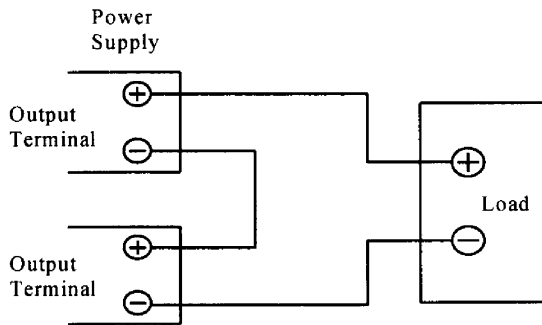 Power
Supply
+
Output
Terminal
−
+
Load
−
+
Output
Terminal
−